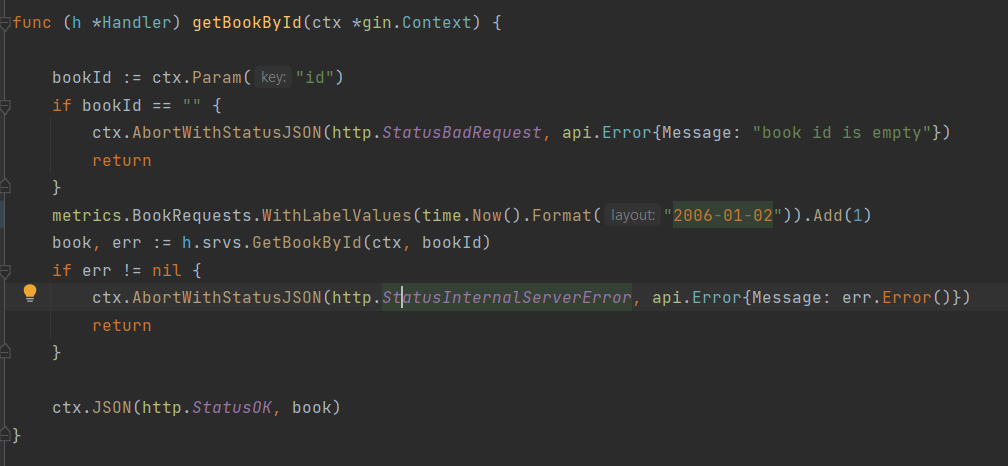 func (h *Handler) getBookById(ctx *gin.Context) {
bookId := ctx.Param( key: "id")
if bookId == "" {
ctx.AbortWithStatusJSON(http.StatusBadRequest, api.Error{Message: "book id is empty"})
return
}
metrics.BookRequests.WithLabelValues(time.Now().Format( layout: "2006-01-02")).Add(1)
book, err := h.srvs.GetBookById(ctx, bookId)
if err != nil {
ctx.AbortWithStatusJSON(http.StatusInternalServerError, api.Error{Message: err.Error()})
return
}
ctx.JSON(http.StatusOK, book)
}